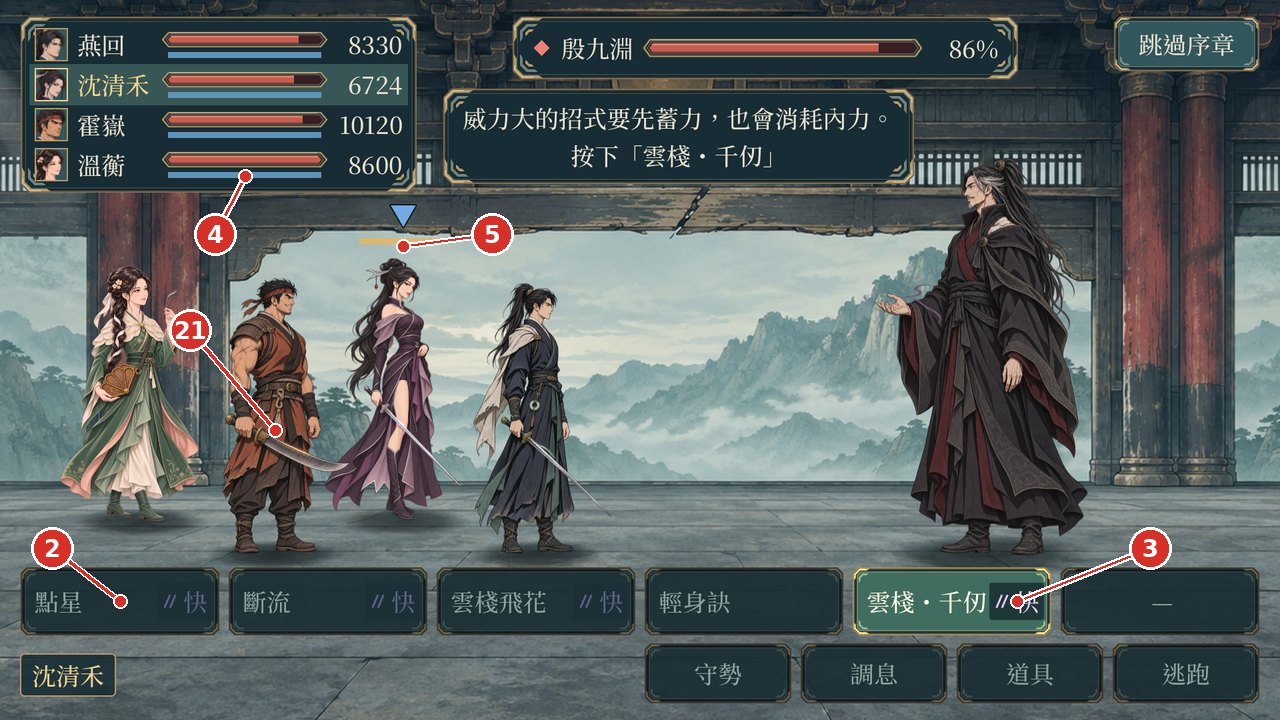 燕回 8330
沈清禾 6724
霍嶽 10120
溫蘅 8600
殷九淵 86%
跳過序章
威力大的招式要先蓄力，也會消耗內力。
按下「雲棧・千仞」
4
5
21
2
3
點星 〃快
斷流 〃快
雲棧飛花 〃快
輕身訣
雲棧・千仞 〃快
—
沈清禾
守勢
調息
道具
逃跑